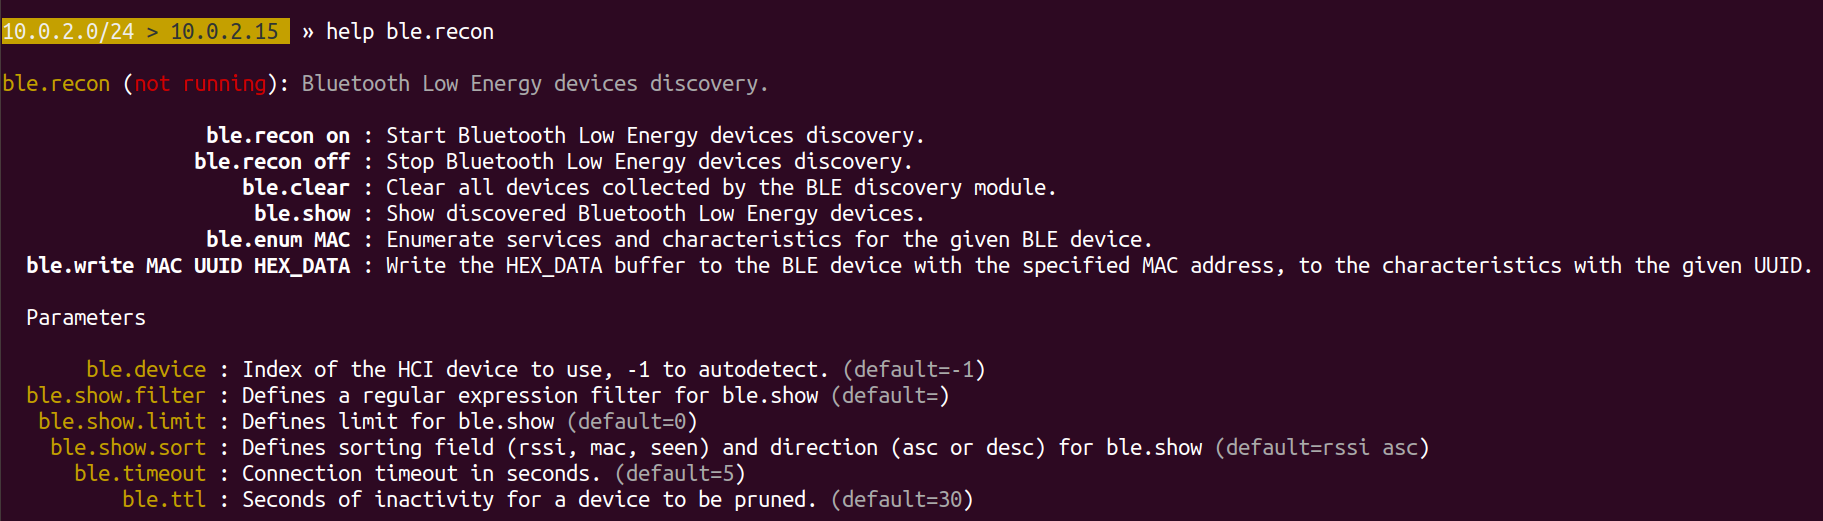 10.0.2.0/24 > 10.0.2.15 » help ble.recon
ble.recon (not running): Bluetooth Low Energy devices discovery.
ble.recon on : Start Bluetooth Low Energy devices discovery.
ble.recon off : Stop Bluetooth Low Energy devices discovery.
ble.clear : Clear all devices collected by the BLE discovery module.
ble.show : Show discovered Bluetooth Low Energy devices.
ble.enum MAC : Enumerate services and characteristics for the given BLE device.
ble.write MAC UUID HEX_DATA : Write the HEX_DATA buffer to the BLE device with the specified MAC address, to the characteristics with the given UUID.
Parameters
ble.device : Index of the HCI device to use, -1 to autodetect. (default=-1)
ble.show.filter : Defines a regular expression filter for ble.show (default=)
ble.show.limit : Defines limit for ble.show (default=0)
ble.show.sort : Defines sorting field (rssi, mac, seen) and direction (asc or desc) for ble.show (default=rssi asc)
ble.timeout : Connection timeout in seconds. (default=5)
ble.ttl : Seconds of inactivity for a device to be pruned. (default=30)